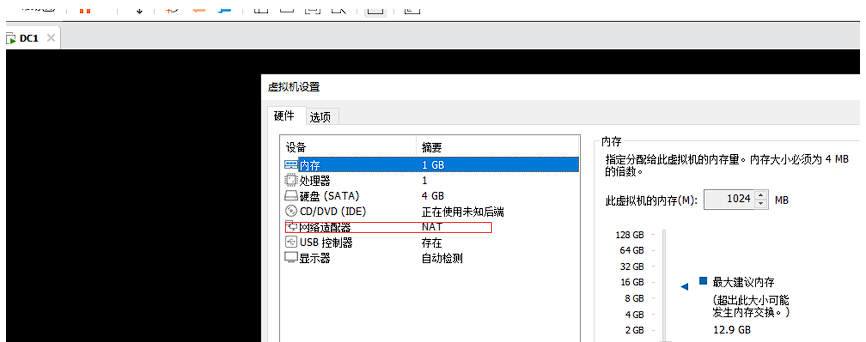 DC1
虚拟机设置
硬件 选项
设备 摘要
内存 1 GB
处理器 1
硬盘 (SATA) 4 GB
CD/DVD (IDE) 正在使用未知后端
网络适配器 NAT
USB 控制器 存在
显示器 自动检测
内存
指定分配给此虚拟机的内存量。内存大小必须为 4 MB
的倍数。
此虚拟机的内存(M): 1024 MB
128 GB
64 GB
32 GB
16 GB
8 GB
4 GB
2 GB
最大建议内存
(超出此大小可能
发生内存交换。)
12.9 GB